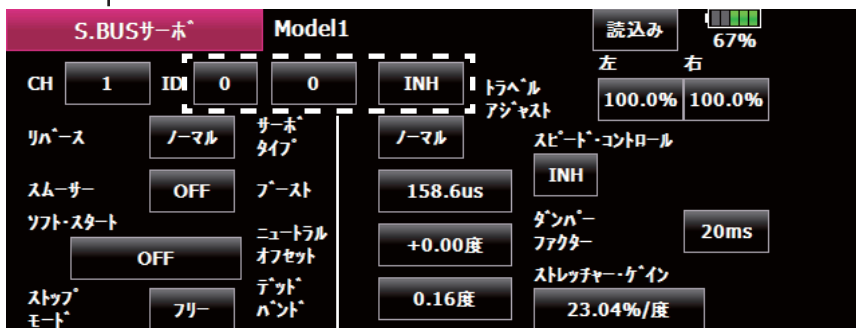 S.BUSサーボ Model1 読込み 67%
左 右
CH 1 ID 0 0 INH トラベル アジャスト 100.0% 100.0%
リバース ノーマル サーボ タイプ ノーマル スピード・コントロール
スムーサー OFF ブースト 158.6us INH
ソフト・スタート
OFF ニュートラル オフセット +0.00度 ダンパー ファクター 20ms
ストレッチャー・ゲイン
ストップ モード フリー デッド バンド 0.16度 23.04%/度